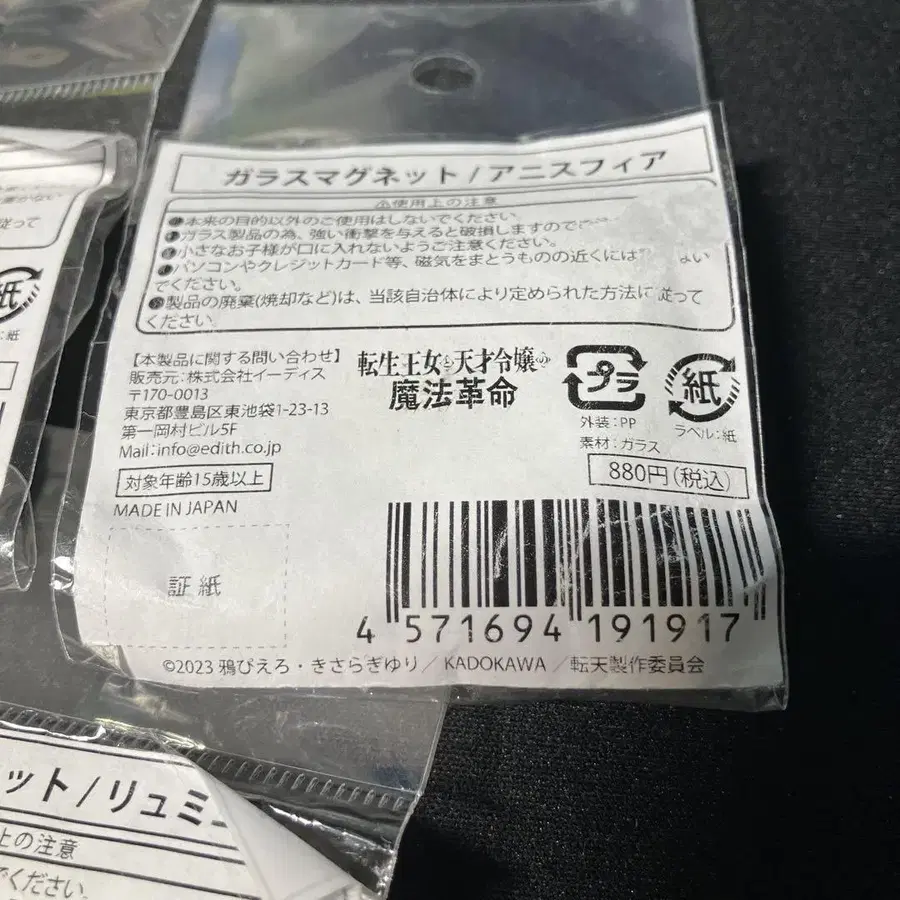 ガラスマグネット/アニスフィア
⚠使用上の注意
●本来の目的以外のご使用はしないでください。
●ガラス製品の為、強い衝撃を与えると破損しますので
●小さなお子様が口に入れないようご注意ください。
●パソコンやクレジットカード等、磁気をまとうものの近くには
でください。
●製品の廃棄(焼却など)は、当該自治体により定められた方法に従って
ください。
【本製品に関する問い合わせ】
販売元:株式会社イーディス
〒170-0013
東京都豊島区東池袋1-23-13
第一岡村ビル5F
Mail:info@edith.co.jp
対象年齢15歳以上
MADE IN JAPAN
証紙
転生王女と天才令嬢の
魔法革命
プラ
外装:PP
素材:ガラス
紙
ラベル:紙
880円(税込)
4 571694 191917
©2023 鴉ぴえろ・きさらぎゆり/KADOKAWA/転天製作委員会
従って
紙
:紙
ット/リュミ
上の注意
でください。